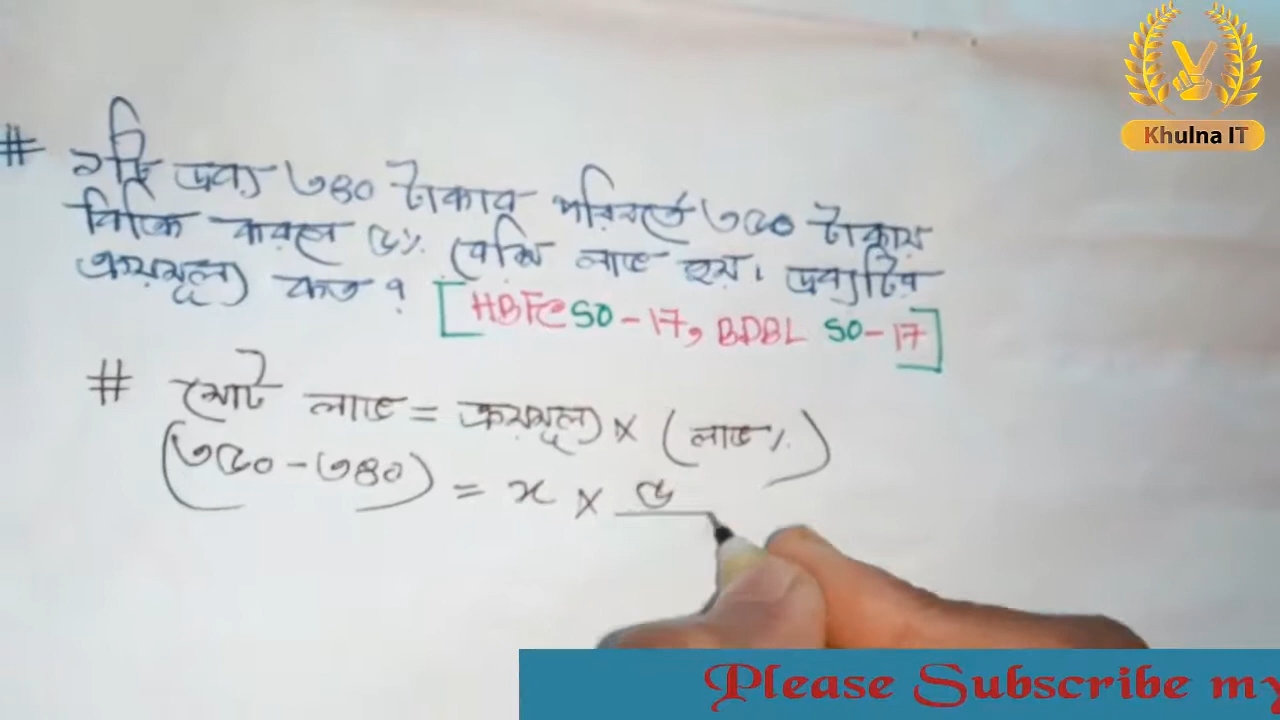 Khulna IT
# ১টি দ্রব্য ৩৪০ টাকার পরিবর্তে ৩৫০ টাকায়
বিক্রি করলে ৫% বেশি লাভ হয়। দ্রব্যটির
ক্রয়মূল্য কত ?
[HBFC SO-17, BDBL SO-17]
# মোট লাভ = ক্রয়মূল্য × (লাভ%)
(৩৫০-৩৪০) = x × ৫
Please Subscribe my